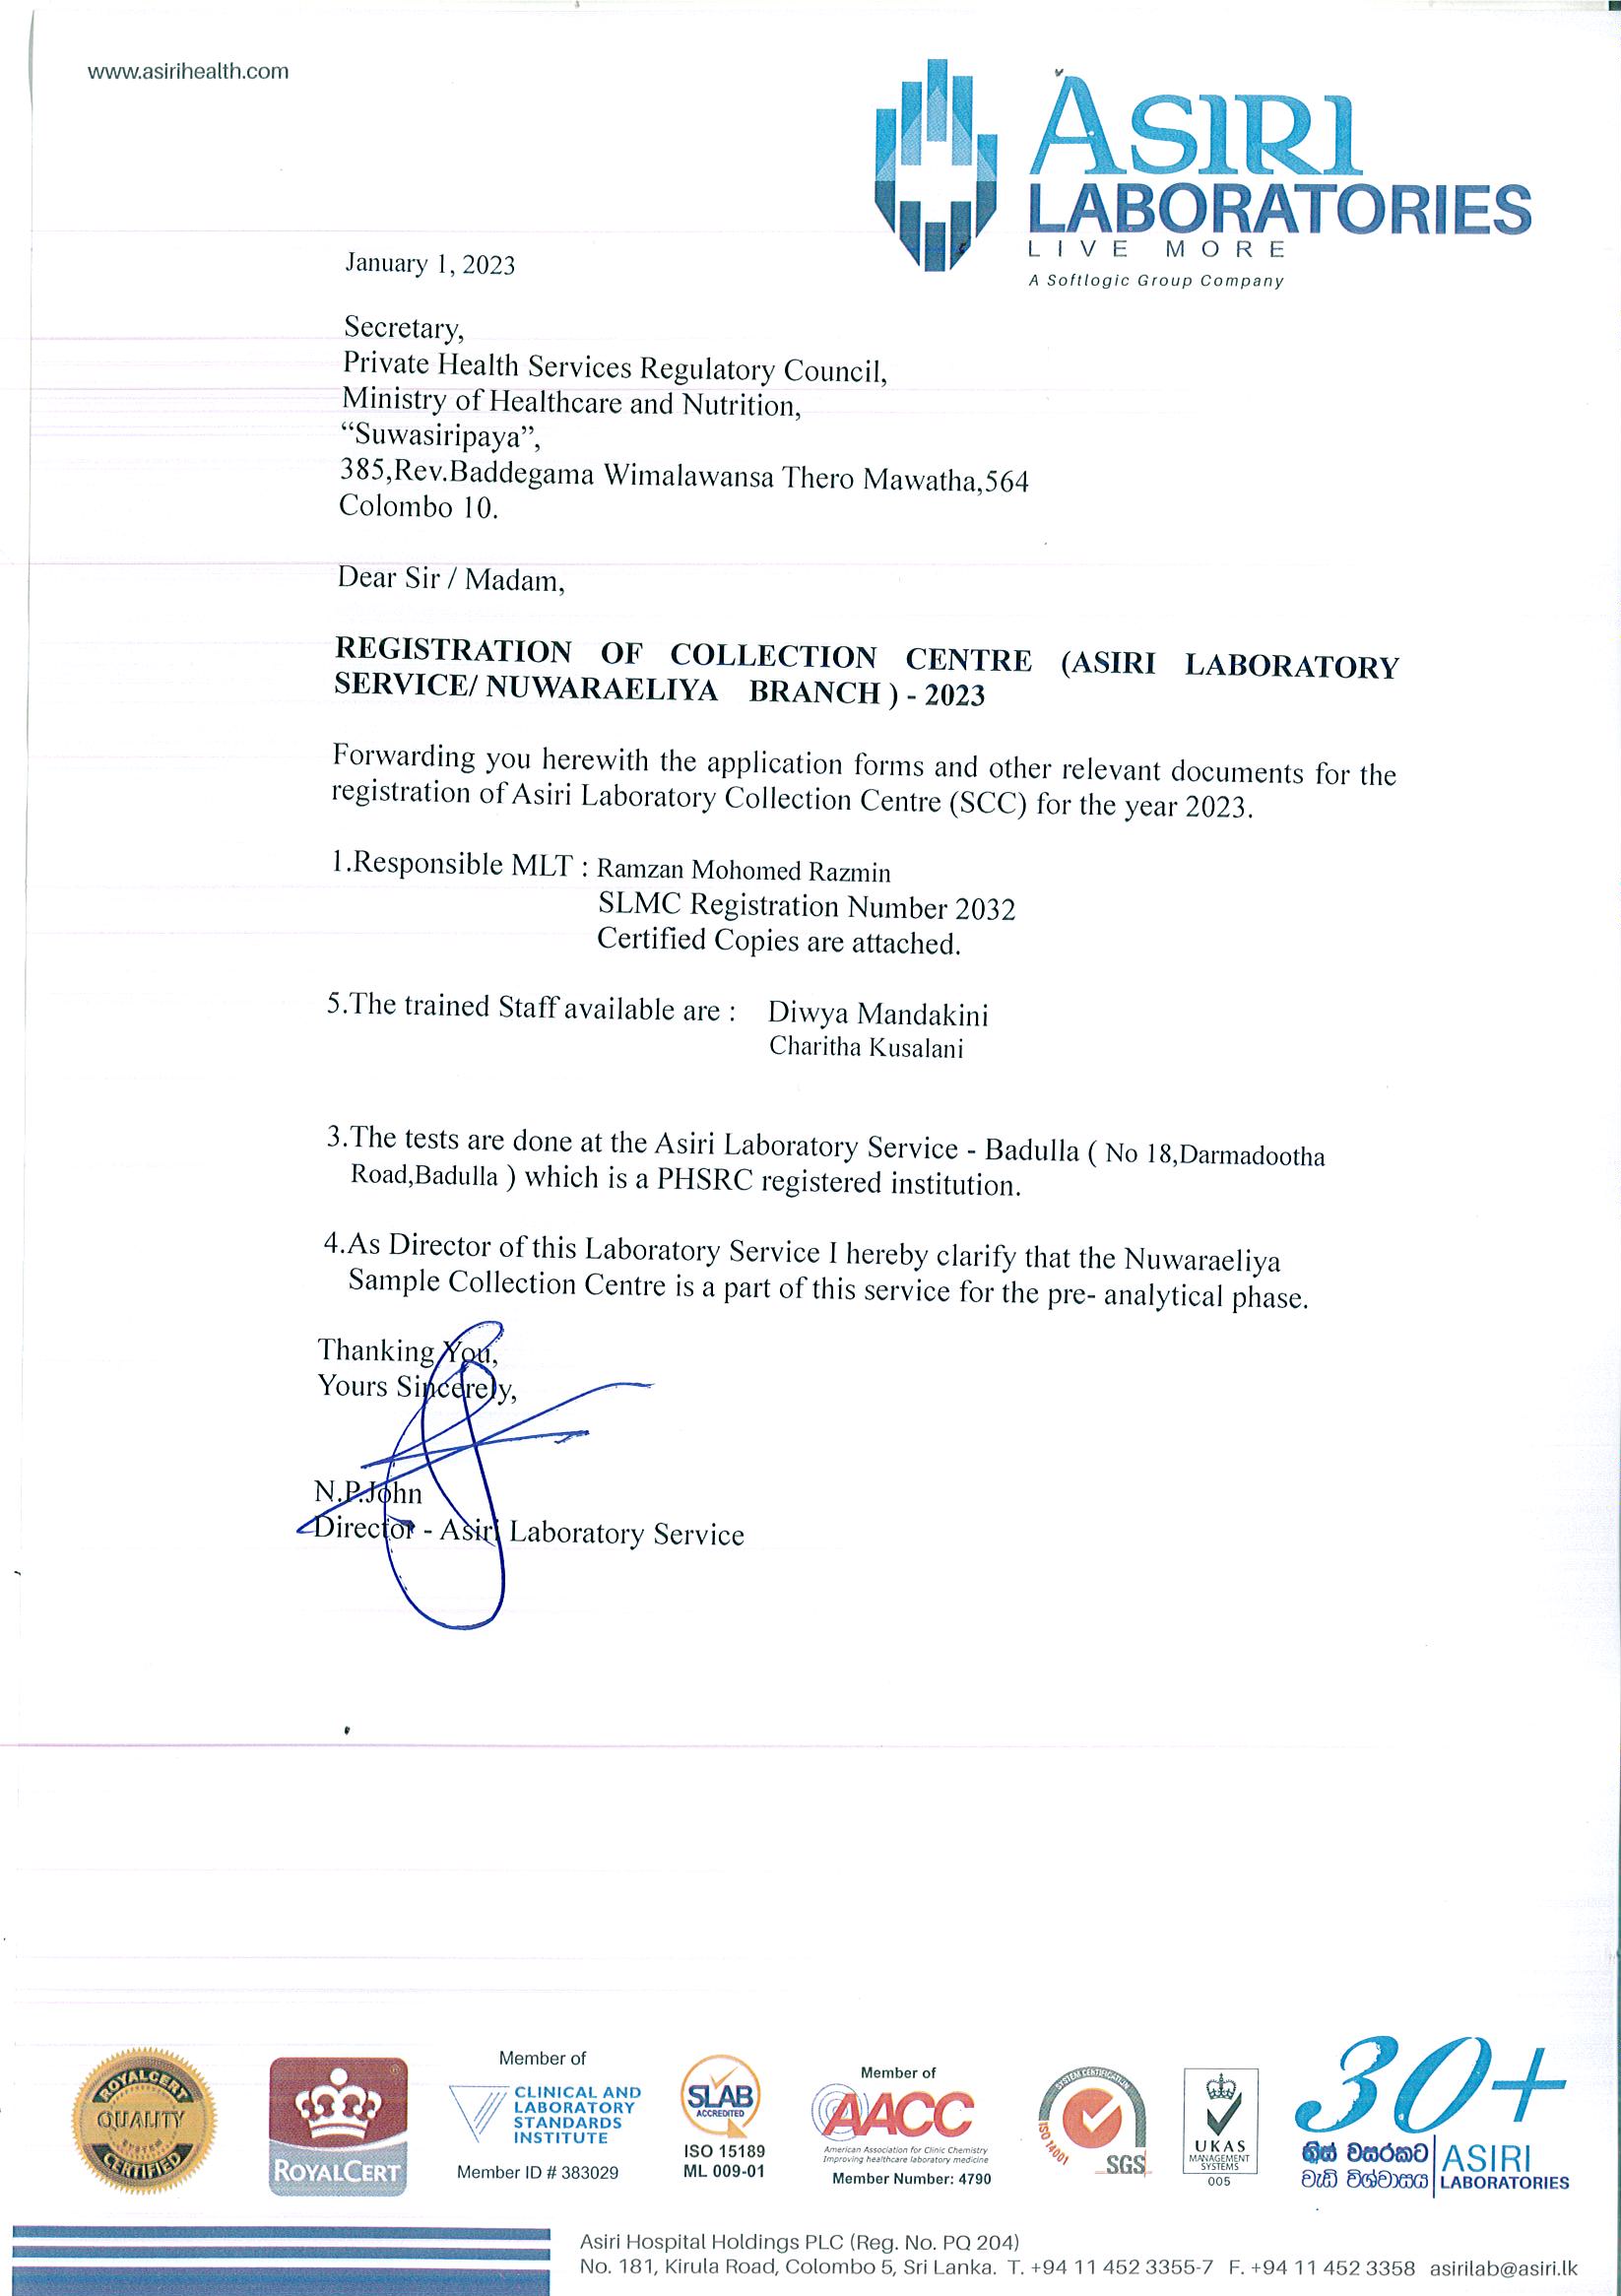 www.asirihealth.com
ASIRI
LABORATORIES
LIVE MORE
A Softlogic Group Company
January 1, 2023
Secretary,
Private Health Services Regulatory Council,
Ministry of Healthcare and Nutrition,
“Suwasiripaya”,
385,Rev.Baddegama Wimalawansa Thero Mawatha,564
Colombo 10.
Dear Sir / Madam,
REGISTRATION OF COLLECTION CENTRE (ASIRI LABORATORY
SERVICE/ NUWARAELIYA BRANCH ) - 2023
Forwarding you herewith the application forms and other relevant documents for the
registration of Asiri Laboratory Collection Centre (SCC) for the year 2023.
1.Responsible MLT : Ramzan Mohomed Razmin
SLMC Registration Number 2032
Certified Copies are attached.
5.The trained Staff available are : Diwya Mandakini
Charitha Kusalani
3.The tests are done at the Asiri Laboratory Service - Badulla ( No 18,Darmadootha
Road,Badulla ) which is a PHSRC registered institution.
4.As Director of this Laboratory Service I hereby clarify that the Nuwaraeliya
Sample Collection Centre is a part of this service for the pre- analytical phase.
Thanking You,
Yours Sincerely,
N.P.John
Director - Asiri Laboratory Service
ROYALCERT
QUALITY
SYSTEM
CERTIFIED
ROYALCERT
Member of
CLINICAL AND
LABORATORY
STANDARDS
INSTITUTE
Member ID # 383029
SLAB
ACCREDITED
ISO 15189
ML 009-01
Member of
AACC
American Association for Clinic Chemistry
Improving healthcare laboratory medicine
Member Number: 4790
SYSTEM CERTIFICATION
ISO 14001
SGS
UKAS
MANAGEMENT
SYSTEMS
005
30+
ත්‍රිස් වසරකට
වැඩි විශ්වාසය
ASIRI
LABORATORIES
Asiri Hospital Holdings PLC (Reg. No. PQ 204)
No. 181, Kirula Road, Colombo 5, Sri Lanka. T. +94 11 452 3355-7 F. +94 11 452 3358 asirilab@asiri.lk